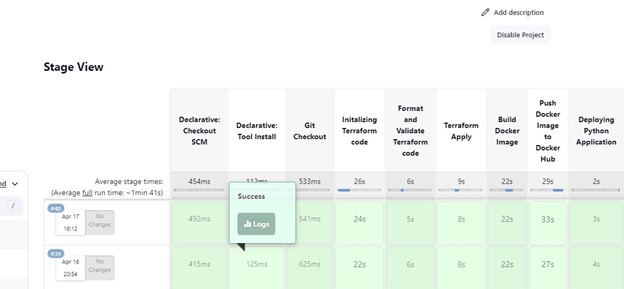 Add description
Disable Project
Stage View
Declarative: Checkout SCM
Declarative: Tool Install
Git Checkout
Initalizing Terraform code
Format and Validate Terraform code
Terraform Apply
Build Docker Image
Push Docker Image to Docker Hub
Deploying Python Application
Average stage times:
(Average full run time: ~1min 41s)
454ms
112ms
533ms
26s
6s
9s
22s
29s
2s
/
#40
Apr 17
16:12
No Changes
492ms
Success
Logs
541ms
24s
5s
8s
22s
33s
3s
#39
Apr 16
20:54
No Changes
415ms
125ms
625ms
22s
6s
8s
22s
27s
4s